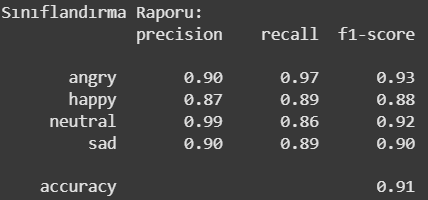 Sınıflandırma Raporu:
precision recall f1-score
angry 0.90 0.97 0.93
happy 0.87 0.89 0.88
neutral 0.99 0.86 0.92
sad 0.90 0.89 0.90
accuracy 0.91